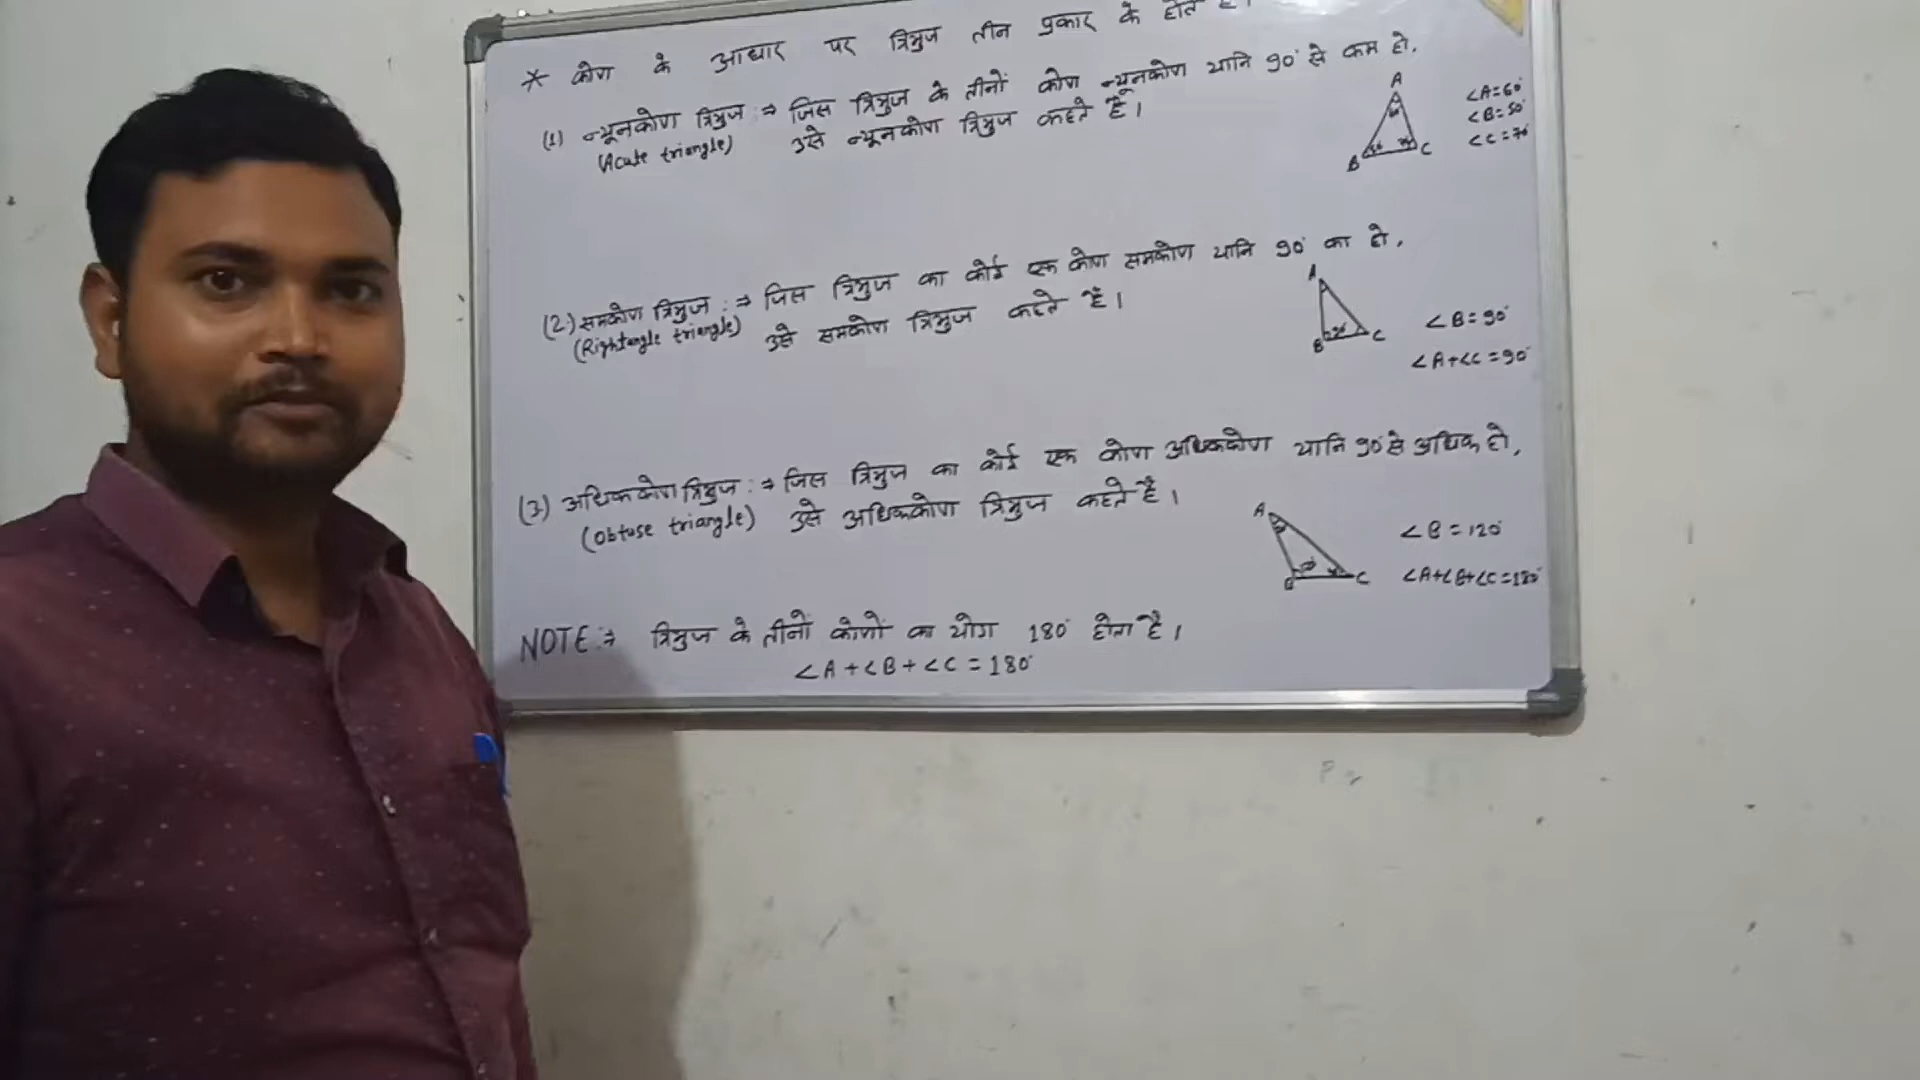 * कोण के आधार पर त्रिभुज तीन प्रकार के होते है।
(1) न्यूनकोण त्रिभुज :⇒ जिस त्रिभुज के तीनों कोण न्यूनकोण यानि 90° से कम हो,
(Acute triangle) उसे न्यूनकोण त्रिभुज कहते है।
A
B
C
∠A=60°
∠B=50°
∠C=70°
(2) समकोण त्रिभुज :⇒ जिस त्रिभुज का कोई एक कोण समकोण यानि 90° का हो,
(Rightangle triangle) उसे समकोण त्रिभुज कहते है।
A
B
C
∠B=90°
∠A+∠C=90°
(3) अधिककोण त्रिभुज :⇒ जिस त्रिभुज का कोई एक कोण अधिककोण यानि 90° से अधिक हो,
(Obtuse triangle) उसे अधिककोण त्रिभुज कहते है।
A
B
C
∠B=120°
∠A+∠B+∠C=180°
NOTE:⇒ त्रिभुज के तीनों कोणों का योग 180° होता है।
∠A+∠B+∠C=180°